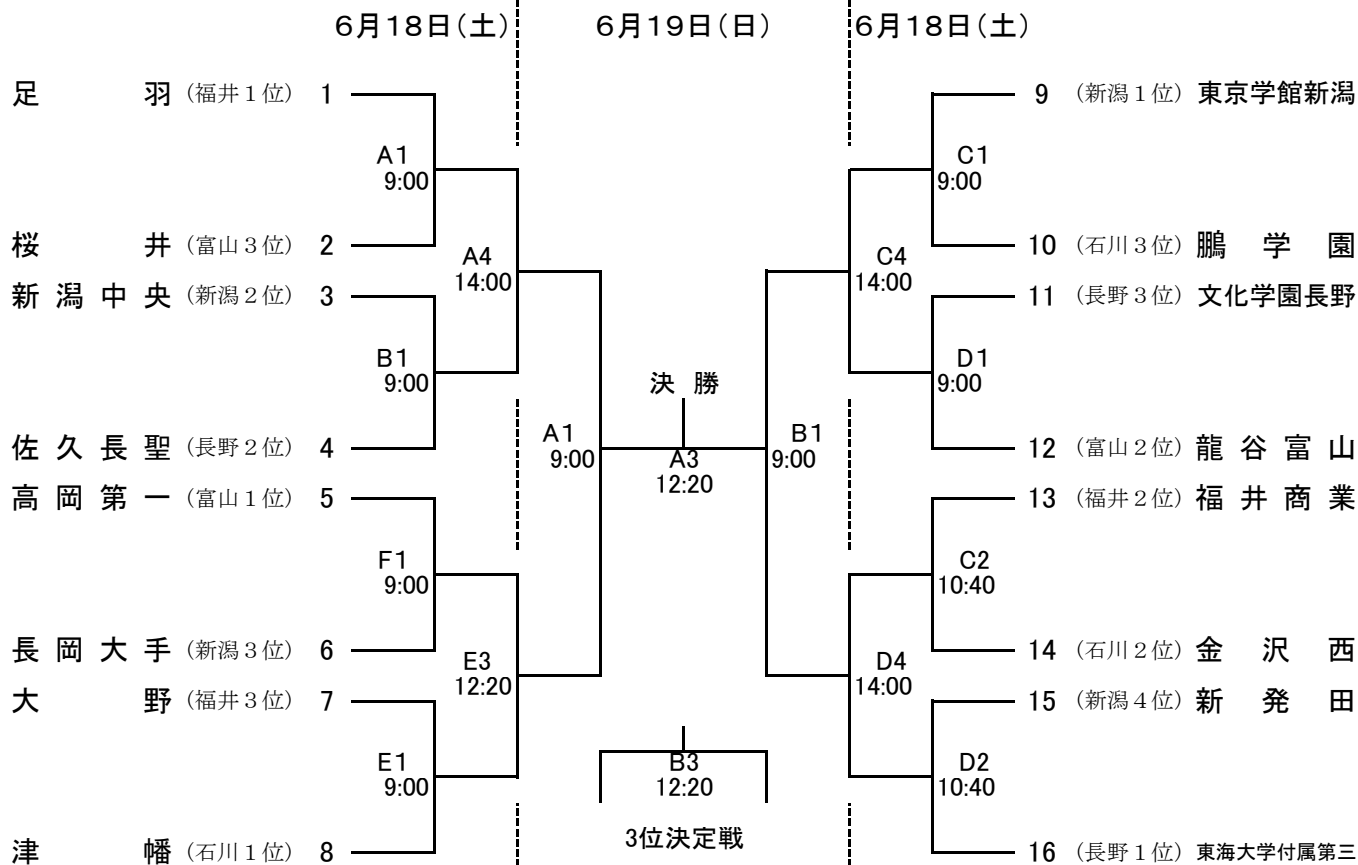 6月18日(土) 6月19日(日) 6月18日(土)
足羽 (福井1位) 1
A1
9:00
桜井 (富山3位) 2
A4
14:00
新潟中央 (新潟2位) 3
B1
9:00
佐久長聖 (長野2位) 4
高岡第一 (富山1位) 5
F1
9:00
長岡大手 (新潟3位) 6
E3
12:20
大野 (福井3位) 7
E1
9:00
津幡 (石川1位) 8
A1
9:00
決勝
A3
12:20
B1
9:00
B3
12:20
3位決定戦
9 (新潟1位) 東京学館新潟
C1
9:00
10 (石川3位) 鵬学園
C4
14:00
11 (長野3位) 文化学園長野
D1
9:00
12 (富山2位) 龍谷富山
13 (福井2位) 福井商業
C2
10:40
14 (石川2位) 金沢西
D4
14:00
15 (新潟4位) 新発田
D2
10:40
16 (長野1位) 東海大学付属第三